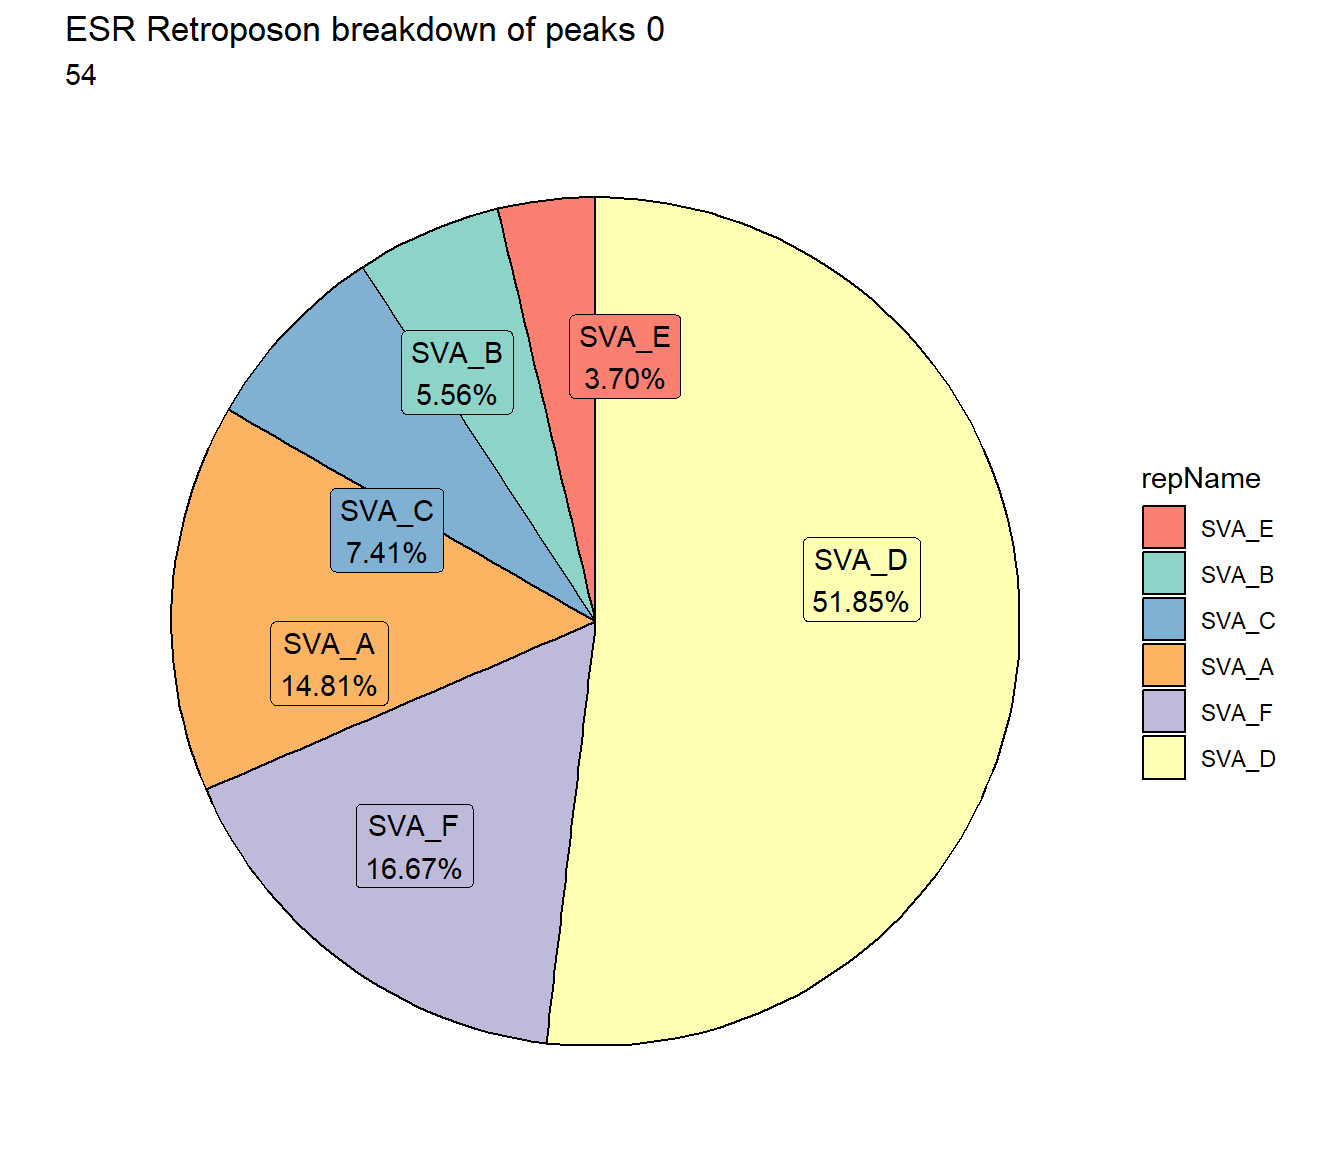 ESR Retroposon breakdown of peaks 0
54
SVA_E
3.70%
SVA_B
5.56%
SVA_C
7.41%
SVA_D
51.85%
SVA_A
14.81%
SVA_F
16.67%
repName
SVA_E
SVA_B
SVA_C
SVA_A
SVA_F
SVA_D